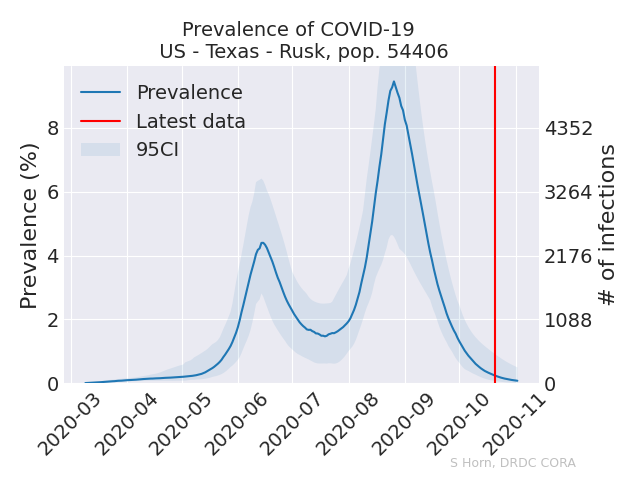 Prevalence of COVID-19
US - Texas - Rusk, pop. 54406
Prevalence
Latest data
95CI
Prevalence (%)
8
6
4
2
0
4352
3264
2176
1088
0
# of infections
2020-03
2020-04
2020-05
2020-06
2020-07
2020-08
2020-09
2020-10
2020-11
S Horn, DRDC CORA